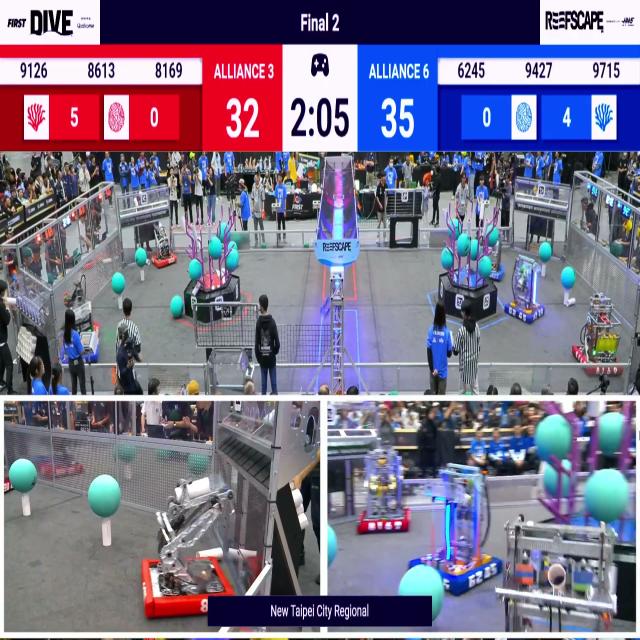 FIRST DIVE
Final 2
REEFSCAPE
9126 8613 8169
ALLIANCE 3
ALLIANCE 6
6245 9427 9715
5 0
32
2:05
35
0 4
REEFSCAPE
New Taipei City Regional